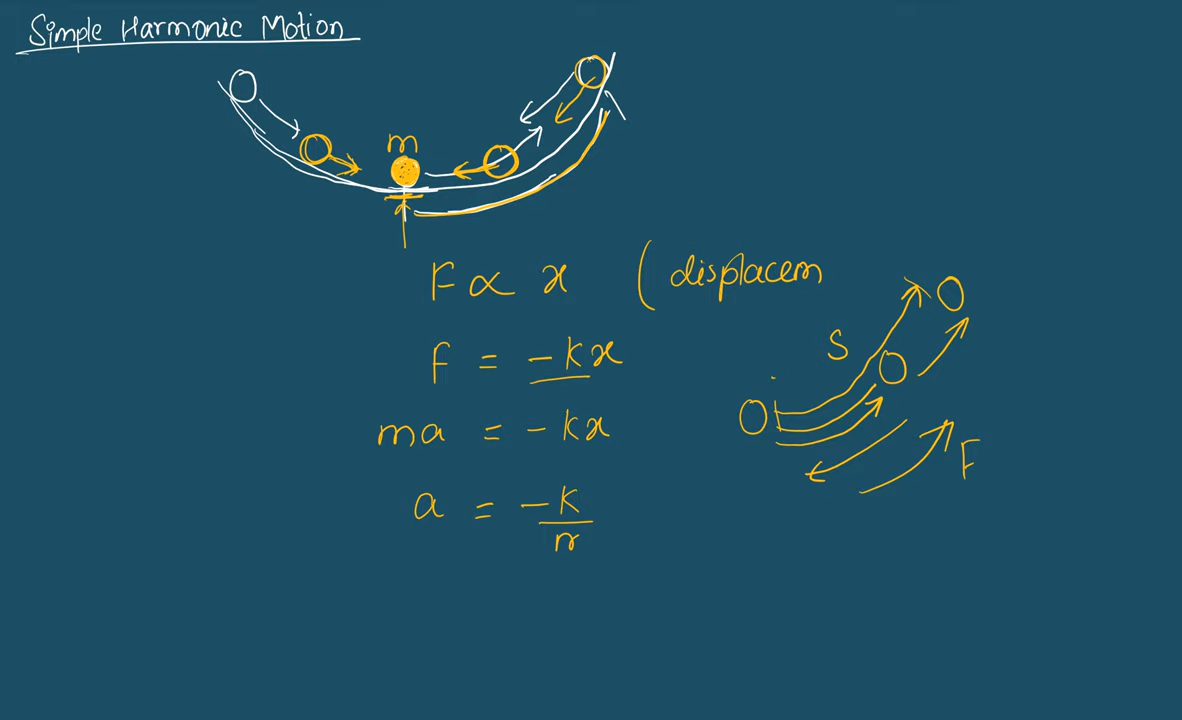 Simple Harmonic Motion
m
F ∝ x (displacem
F = -kx
ma = -kx
a = -k/n
S
F